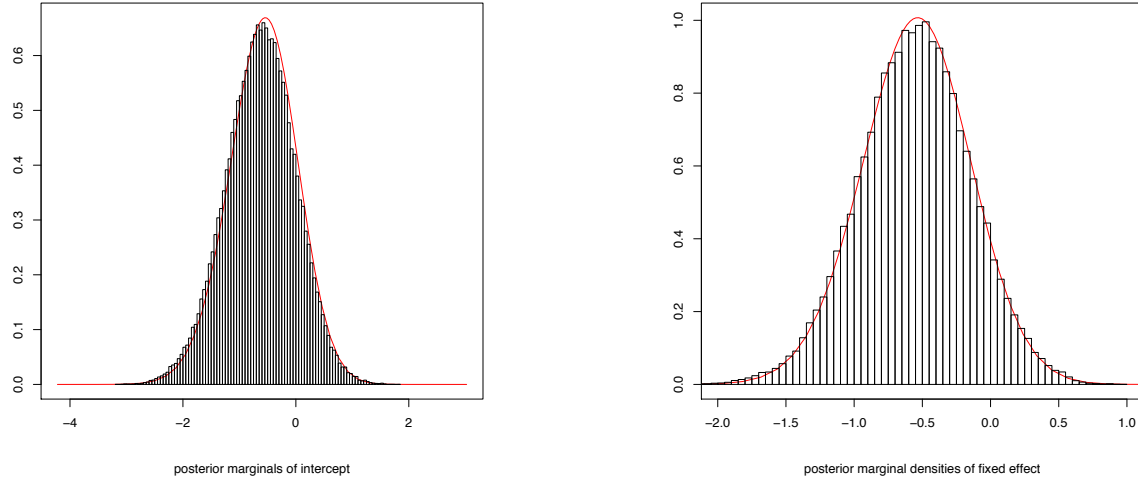 0.0 0.1 0.2 0.3 0.4 0.5 0.6
−4 −2 0 2
posterior marginals of intercept
0.0 0.2 0.4 0.6 0.8 1.0
−2.0 −1.5 −1.0 −0.5 0.0 0.5 1.0
posterior marginal densities of fixed effect